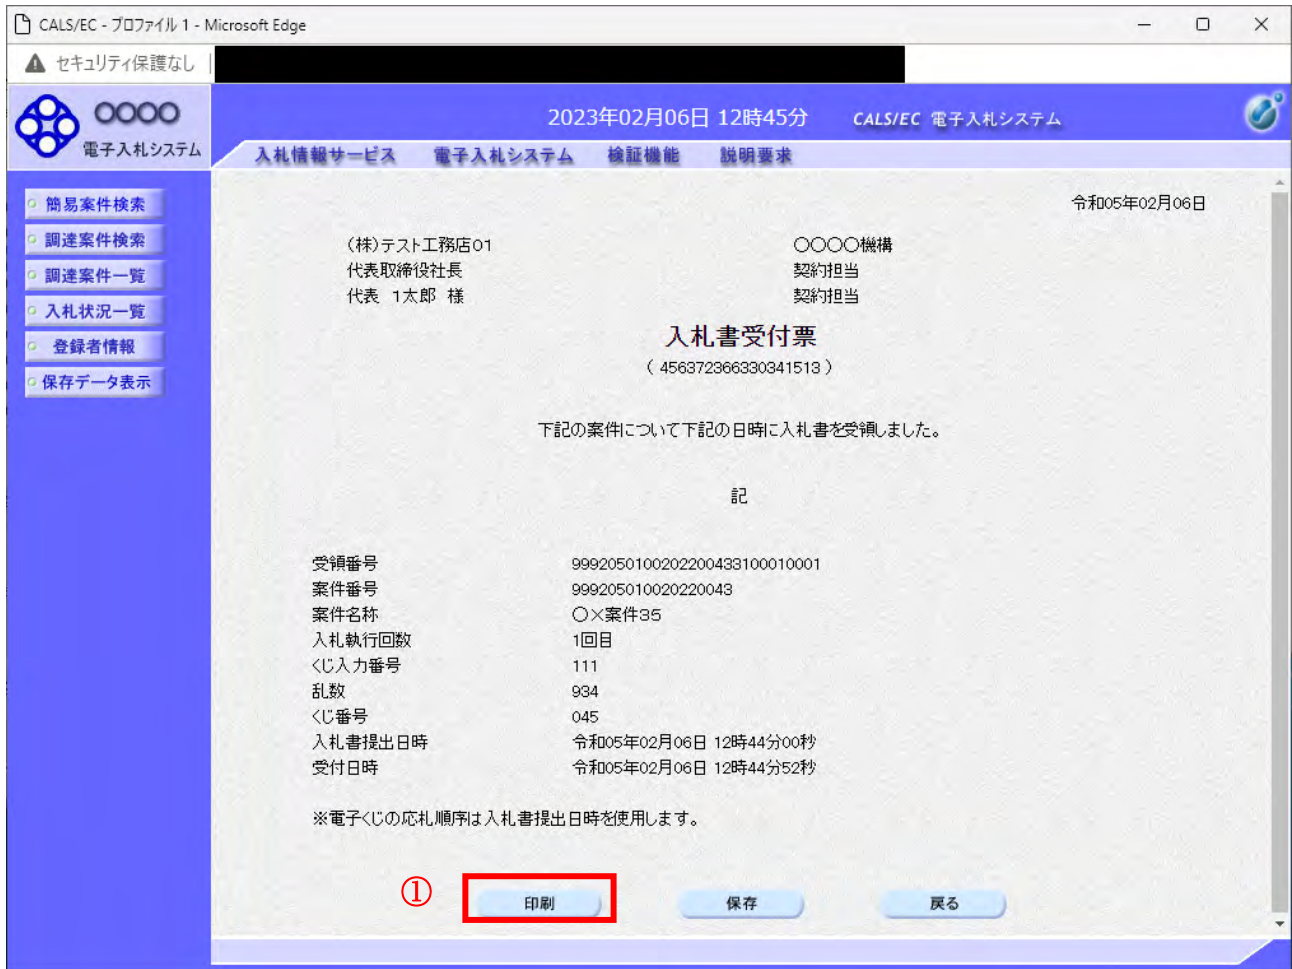 CALS/EC - プロファイル 1 - Microsoft Edge
セキュリティ保護なし
〇〇〇〇
電子入札システム
2023年02月06日 12時45分
CALS/EC 電子入札システム
入札情報サービス 電子入札システム 検証機能 説明要求
簡易案件検索
調達案件検索
調達案件一覧
入札状況一覧
登録者情報
保存データ表示
令和05年02月06日
(株)テスト工務店01
代表取締役社長
代表 1太郎 様
〇〇〇〇機構
契約担当
契約担当
入札書受付票
( 456372366330341513 )
下記の案件について下記の日時に入札書を受領しました。
記
受領番号 9992050100202200433100010001
案件番号 999205010020220043
案件名称 〇×案件35
入札執行回数 1回目
くじ入力番号 111
乱数 934
くじ番号 045
入札書提出日時 令和05年02月06日 12時44分00秒
受付日時 令和05年02月06日 12時44分52秒
※電子くじの応札順序は入札書提出日時を使用します。
① 印刷 保存 戻る